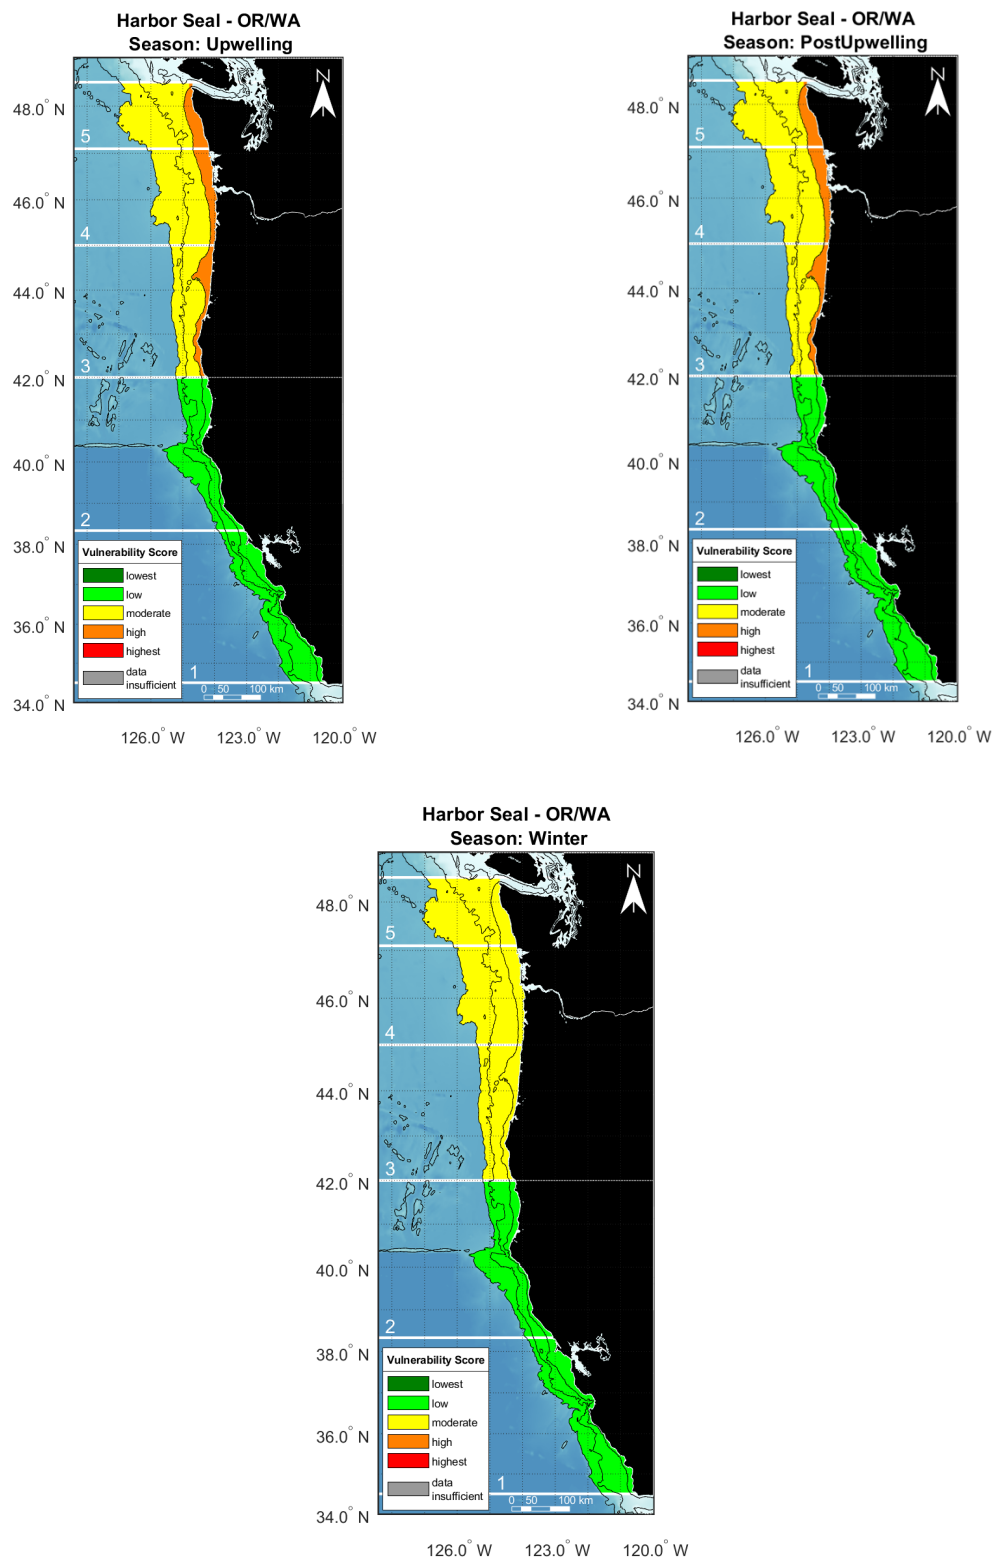 Harbor Seal - OR/WA
Season: Upwelling
N
48.0° N
5
46.0° N
4
44.0° N
3
42.0° N
40.0° N
2
38.0° N
Vulnerability Score
lowest
low
moderate
high
highest
data
insufficient
36.0° N
1
0 50 100 km
34.0° N
126.0° W 123.0° W 120.0° W
Harbor Seal - OR/WA
Season: PostUpwelling
N
48.0° N
5
46.0° N
4
44.0° N
3
42.0° N
40.0° N
2
38.0° N
Vulnerability Score
lowest
low
moderate
high
highest
data
insufficient
36.0° N
1
0 50 100 km
34.0° N
126.0° W 123.0° W 120.0° W
Harbor Seal - OR/WA
Season: Winter
N
48.0° N
5
46.0° N
4
44.0° N
3
42.0° N
40.0° N
2
38.0° N
Vulnerability Score
lowest
low
moderate
high
highest
data
insufficient
36.0° N
1
0 50 100 km
34.0° N
126.0° W 123.0° W 120.0° W